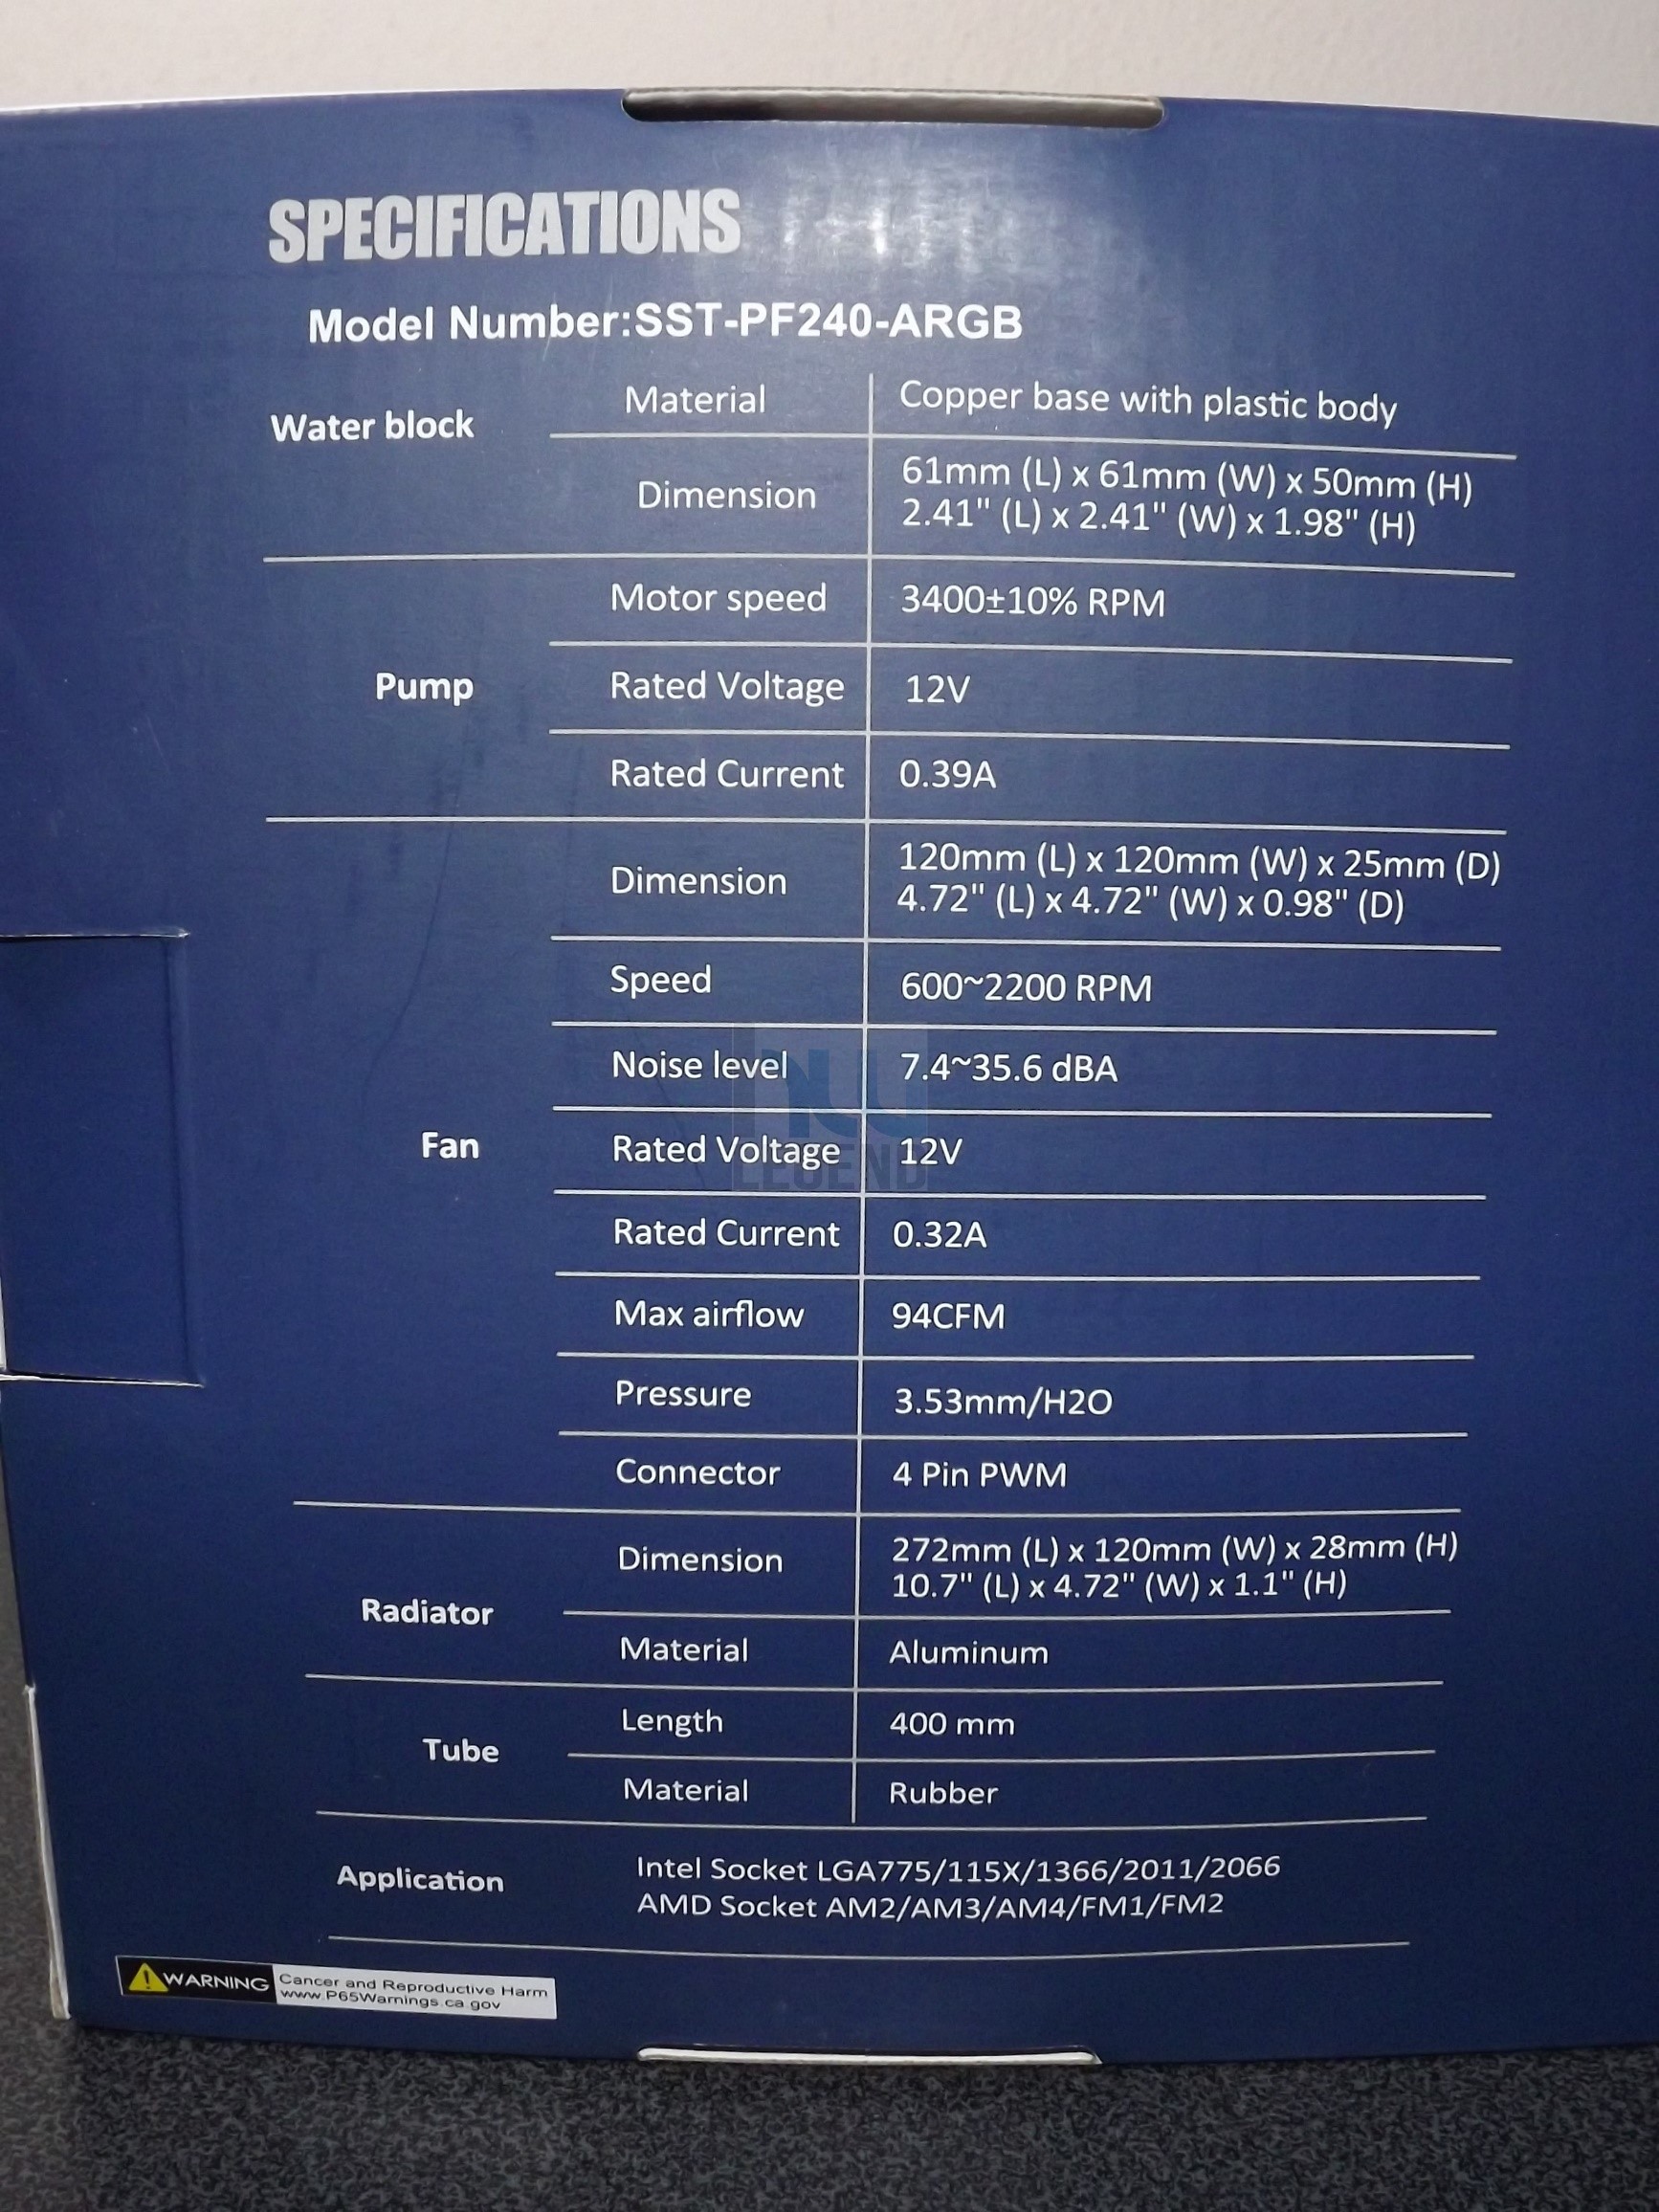 SPECIFICATIONS
Model Number:SST-PF240-ARGB
Water block
Material
Copper base with plastic body
Dimension
61mm (L) x 61mm (W) x 50mm (H)
2.41" (L) x 2.41" (W) x 1.98" (H)
Pump
Motor speed
3400±10% RPM
Rated Voltage
12V
Rated Current
0.39A
Fan
Dimension
120mm (L) x 120mm (W) x 25mm (D)
4.72" (L) x 4.72" (W) x 0.98" (D)
Speed
600~2200 RPM
Noise level
7.4~35.6 dBA
Rated Voltage
12V
Rated Current
0.32A
Max airflow
94CFM
Pressure
3.53mm/H2O
Connector
4 Pin PWM
Radiator
Dimension
272mm (L) x 120mm (W) x 28mm (H)
10.7" (L) x 4.72" (W) x 1.1" (H)
Material
Aluminum
Tube
Length
400 mm
Material
Rubber
Application
Intel Socket LGA775/115X/1366/2011/2066
AMD Socket AM2/AM3/AM4/FM1/FM2
WARNING
Cancer and Reproductive Harm
www.P65Warnings.ca.gov
LEGEND